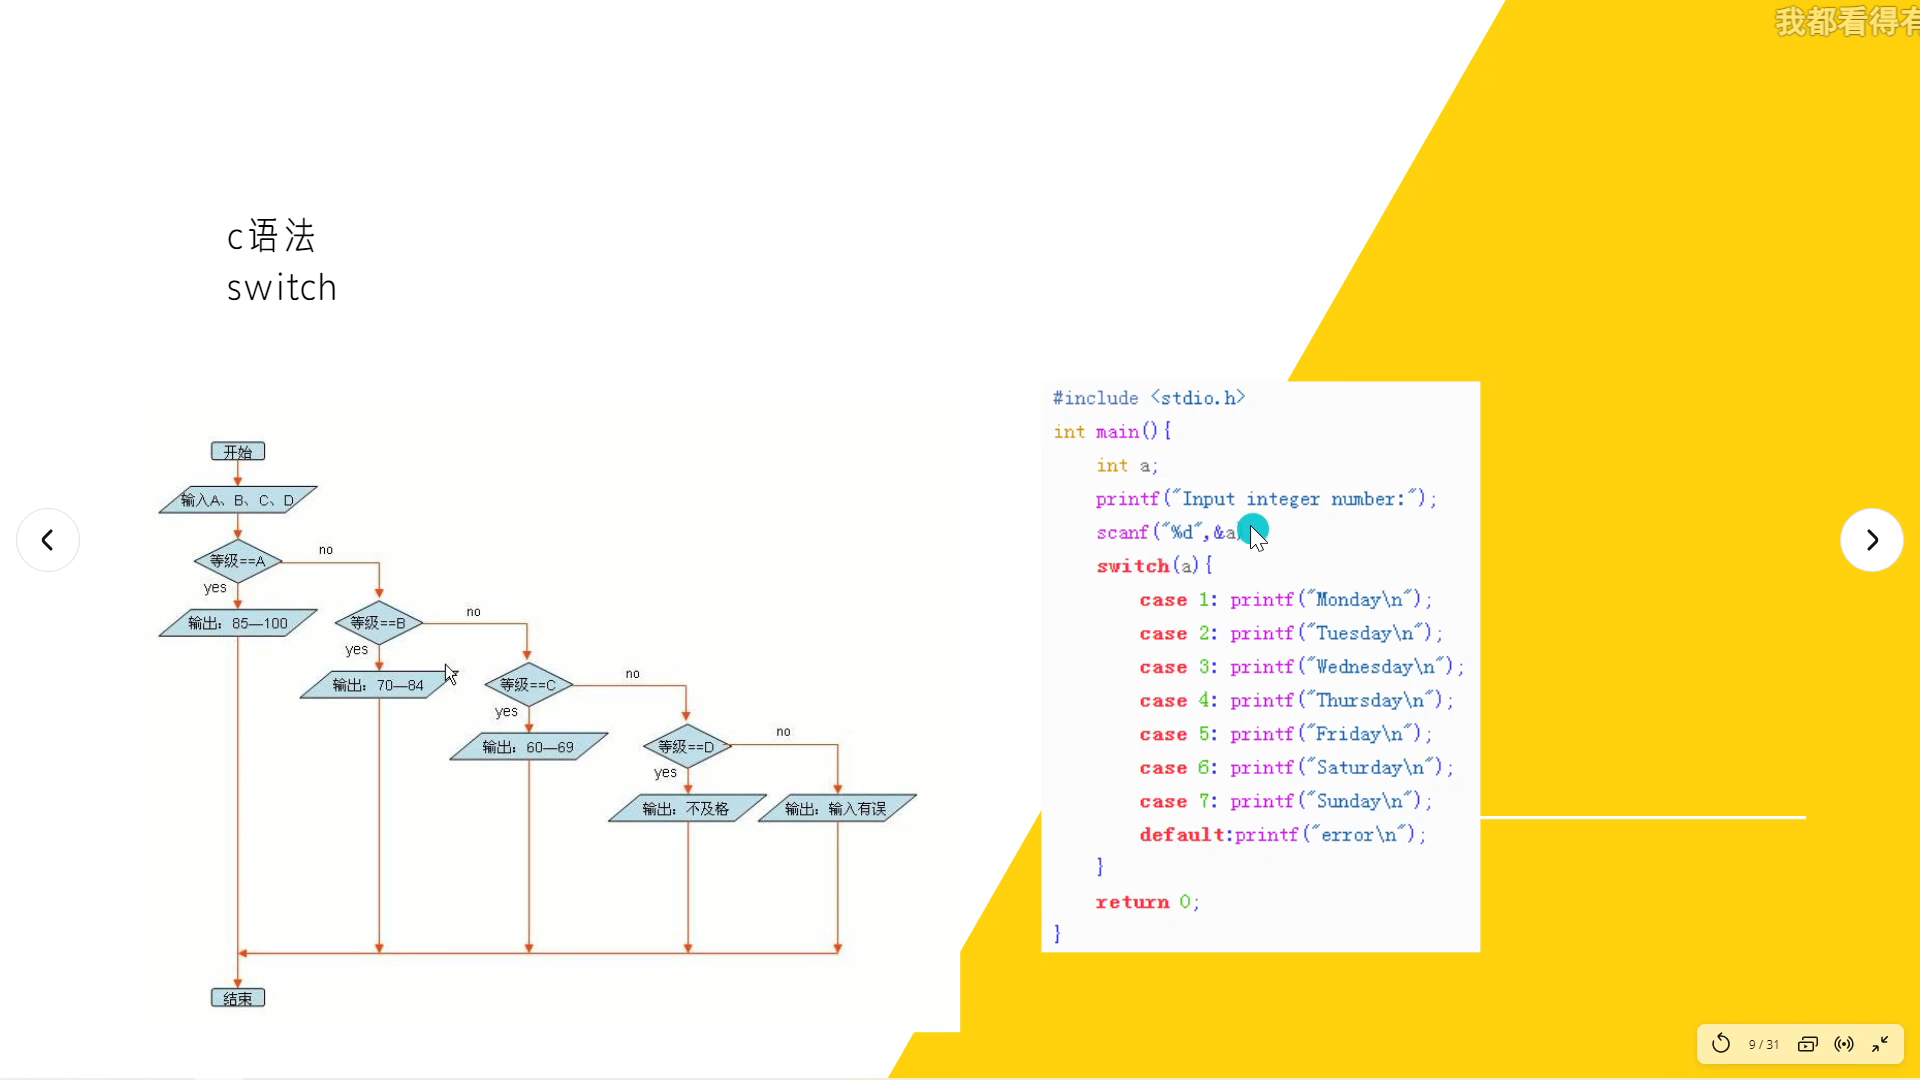 我都看得有
c语法
switch
开始
输入A、B、C、D
等级==A
no
yes
输出：85—100
等级==B
no
yes
输出：70—84
等级==C
no
yes
输出：60—69
等级==D
no
yes
输出：不及格
输出：输入有误
结束
#include <stdio.h>
int main(){
int a;
printf("Input integer number:");
scanf("%d",&a)
switch(a){
case 1: printf("Monday\n");
case 2: printf("Tuesday\n");
case 3: printf("Wednesday\n");
case 4: printf("Thursday\n");
case 5: printf("Friday\n");
case 6: printf("Saturday\n");
case 7: printf("Sunday\n");
default:printf("error\n");
}
return 0;
}
9 / 31